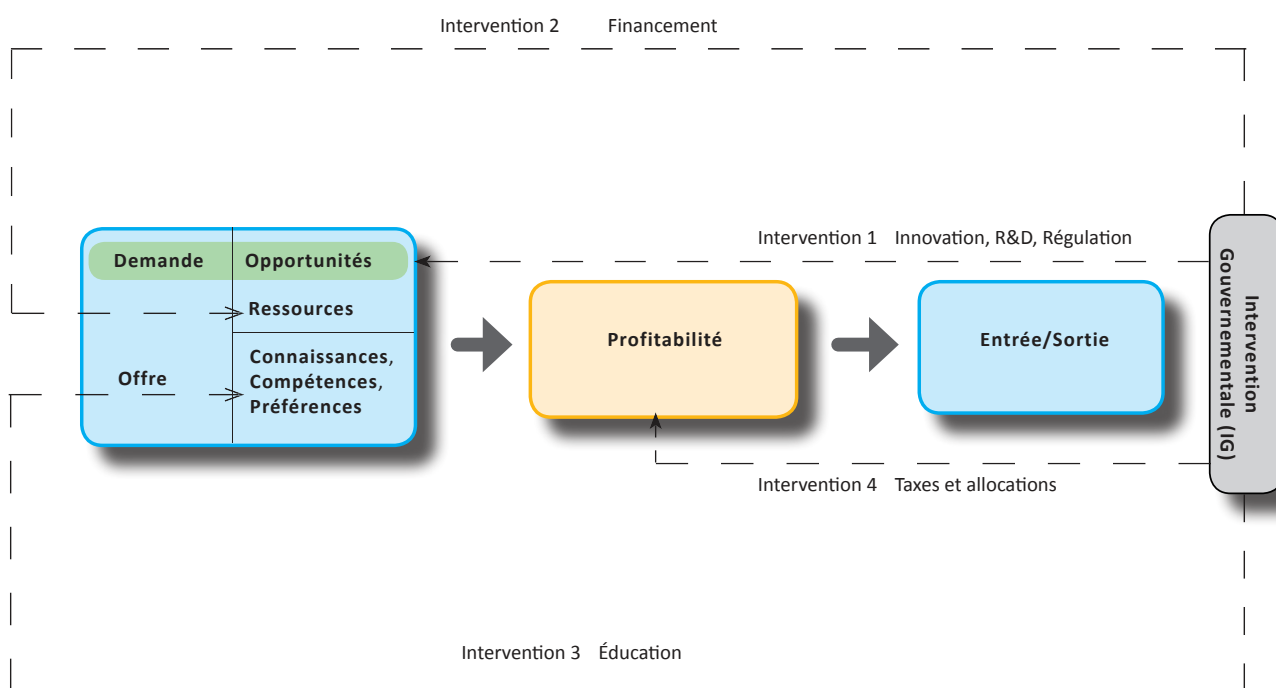 Intervention 2 Financement
Intervention 1 Innovation, R&D, Régulation
Demande
Opportunités
Ressources
Offre
Connaissances,
Compétences,
Préférences
Profitabilité
Entrée/Sortie
Intervention
Gouvernementale (IG)
Intervention 4 Taxes et allocations
Intervention 3 Éducation